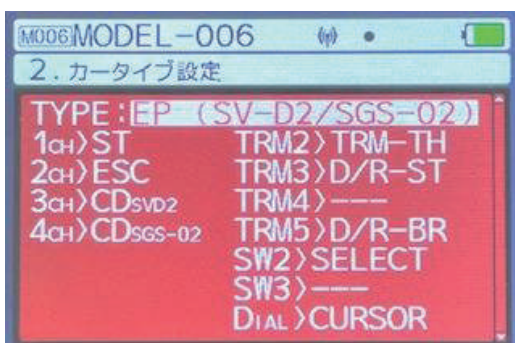 M006 MODEL-006
2.カータイプ設定
TYPE:EP (SV-D2/SGS-02)
1CH>ST TRM2>TRM-TH
2CH>ESC TRM3>D/R-ST
3CH>CDSVD2 TRM4>---
4CH>CDSGS-02 TRM5>D/R-BR
SW2>SELECT
SW3>---
DIAL>CURSOR